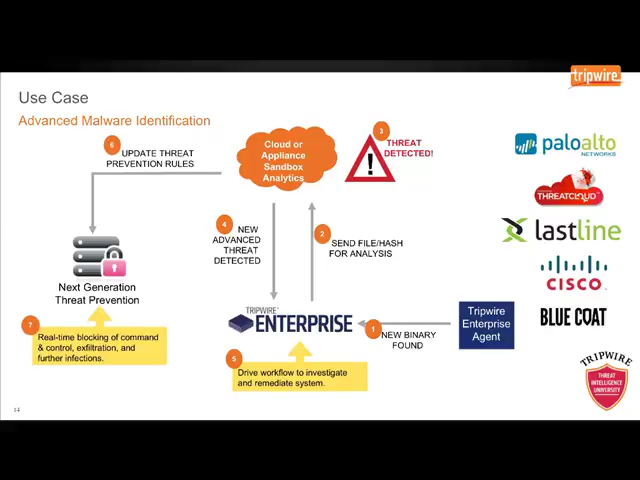 tripwire
Use Case
Advanced Malware Identification
6
UPDATE THREAT
PREVENTION RULES
Cloud or
Appliance
Sandbox
Analytics
3
THREAT
DETECTED!
!
paloalto
NETWORKS
THREATCLOUD
4
NEW
ADVANCED
THREAT
DETECTED
2
SEND FILE/HASH
FOR ANALYSIS
lastline
CISCO
Next Generation
Threat Prevention
TRIPWIRE
ENTERPRISE
1
NEW BINARY
FOUND
Tripwire
Enterprise
Agent
BLUE COAT
7
Real-time blocking of command
& control, exfiltration, and
further infections.
5
Drive workflow to investigate
and remediate system.
TRIPWIRE
THREAT
INTELLIGENCE
UNIVERSITY
14